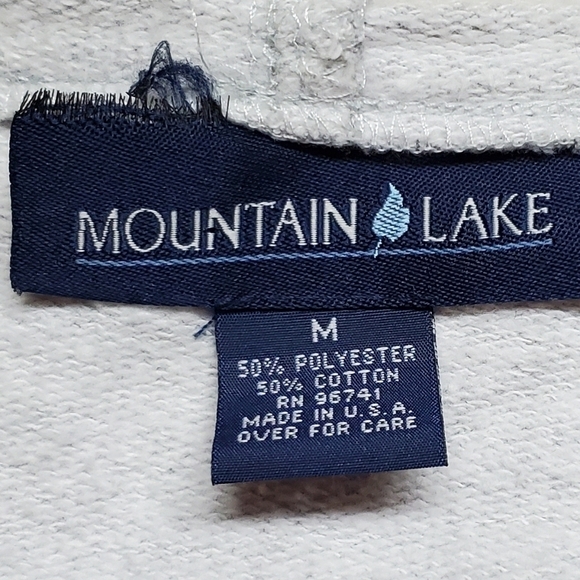 MOUNTAIN LAKE
M
50% POLYESTER
50% COTTON
RN 96741
MADE IN U.S.A.
OVER FOR CARE